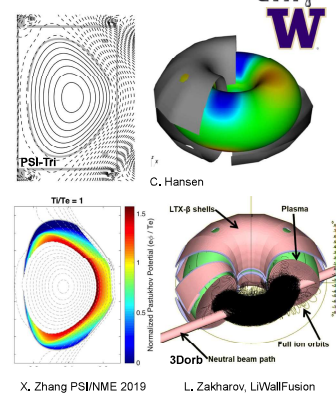 W
PSI-Tri
C. Hansen
Ti/Te = 1
1.5
1
0.5
0
Normalized Pastukhov Potential (eϕ / Te)
LTX-β shells
Plasma
Full ion orbits
3Dorb
Neutral beam path
X. Zhang PSI/NME 2019
L. Zakharov, LiWallFusion